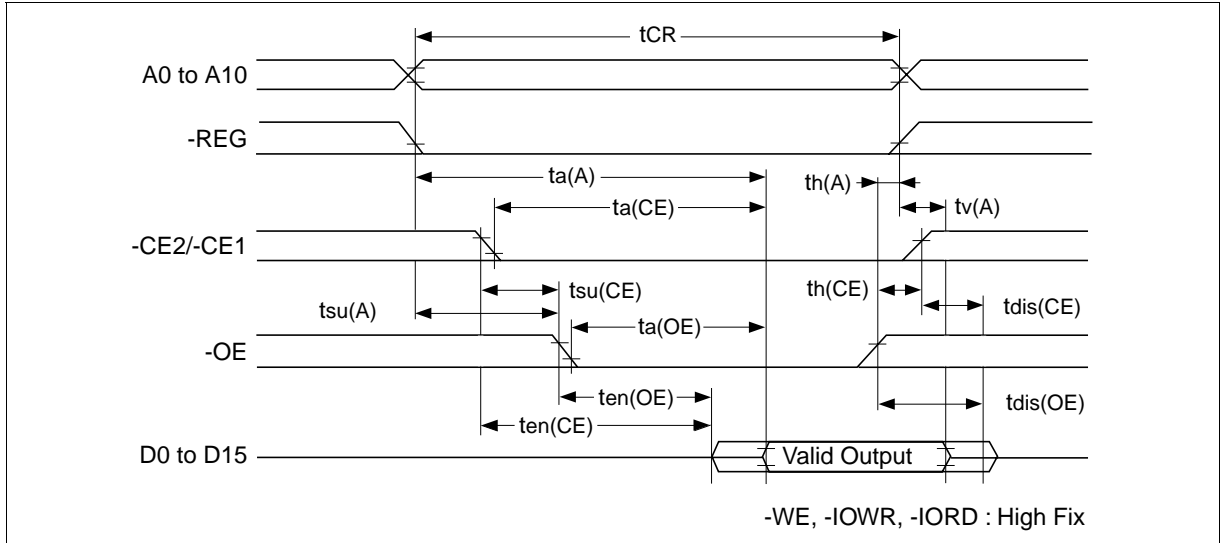 tCR
A0 to A10
-REG
ta(A)
th(A)
ta(CE)
tv(A)
-CE2/-CE1
tsu(CE)
th(CE)
tsu(A)
tdis(CE)
ta(OE)
-OE
ten(OE)
tdis(OE)
ten(CE)
D0 to D15
Valid Output
-WE, -IOWR, -IORD : High Fix